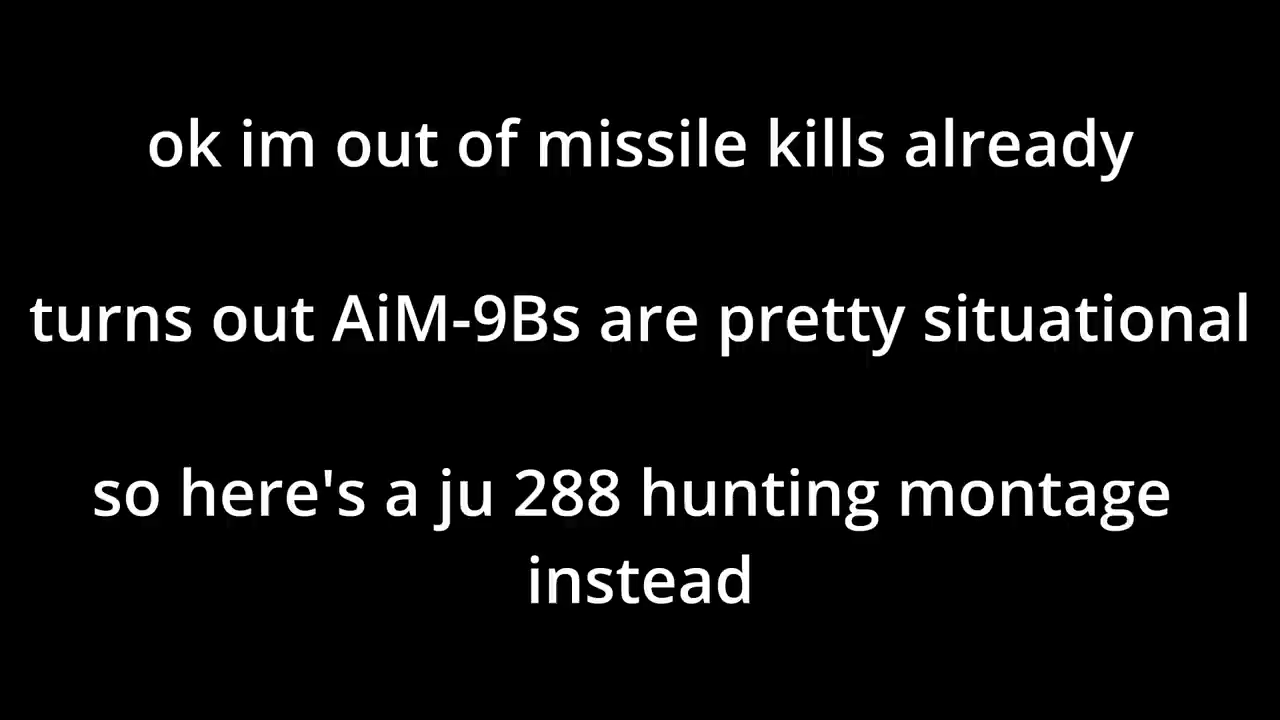 ok im out of missile kills already
turns out AiM-9Bs are pretty situational
so here's a ju 288 hunting montage
instead